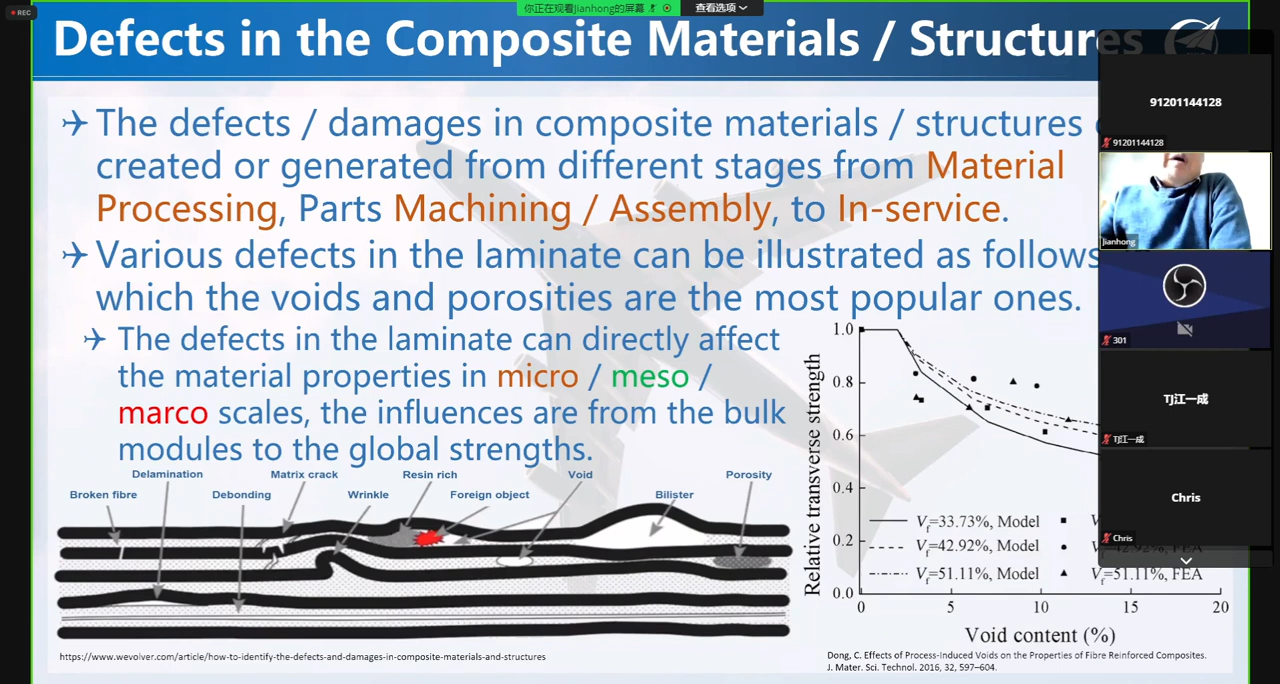 REC
你正在观看Jianhong的屏幕
查看选项
Defects in the Composite Materials / Structures
The defects / damages in composite materials / structures
created or generated from different stages from Material
Processing, Parts Machining / Assembly, to In-service.
Various defects in the laminate can be illustrated as follows
which the voids and porosities are the most popular ones.
The defects in the laminate can directly affect
the material properties in micro / meso /
marco scales, the influences are from the bulk
modules to the global strengths.
Delamination
Matrix crack
Resin rich
Void
Porosity
Broken fibre
Debonding
Wrinkle
Foreign object
Bilister
https://www.wevolver.com/article/how-to-identify-the-defects-and-damages-in-composite-materials-and-structures
Relative transverse strength
1.0
0.8
0.6
0.4
0.2
0.0
0
5
10
15
20
Void content (%)
Vf=33.73%, Model
Vf=42.92%, Model
Vf=51.11%, Model
Vf=51.11%, FEA
Dong, C. Effects of Process-Induced Voids on the Properties of Fibre Reinforced Composites.
J. Mater. Sci. Technol. 2016, 32, 597–604.
91201144128
91201144128
Jianhong
301
TJ江一成
TJ江一成
Chris
Chris